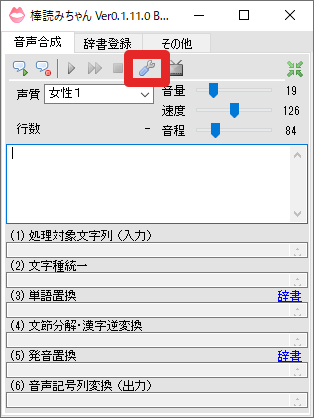 棒読みちゃん Ver0.1.11.0 B...
音声合成 辞書登録 その他
声質 女性1
音量 19
速度 126
行数 - 音程 84
(1) 処理対象文字列 (入力)
(2) 文字種統一
(3) 単語置換 辞書
(4) 文節分解・漢字逆変換
(5) 発音置換 辞書
(6) 音声記号列変換 (出力)